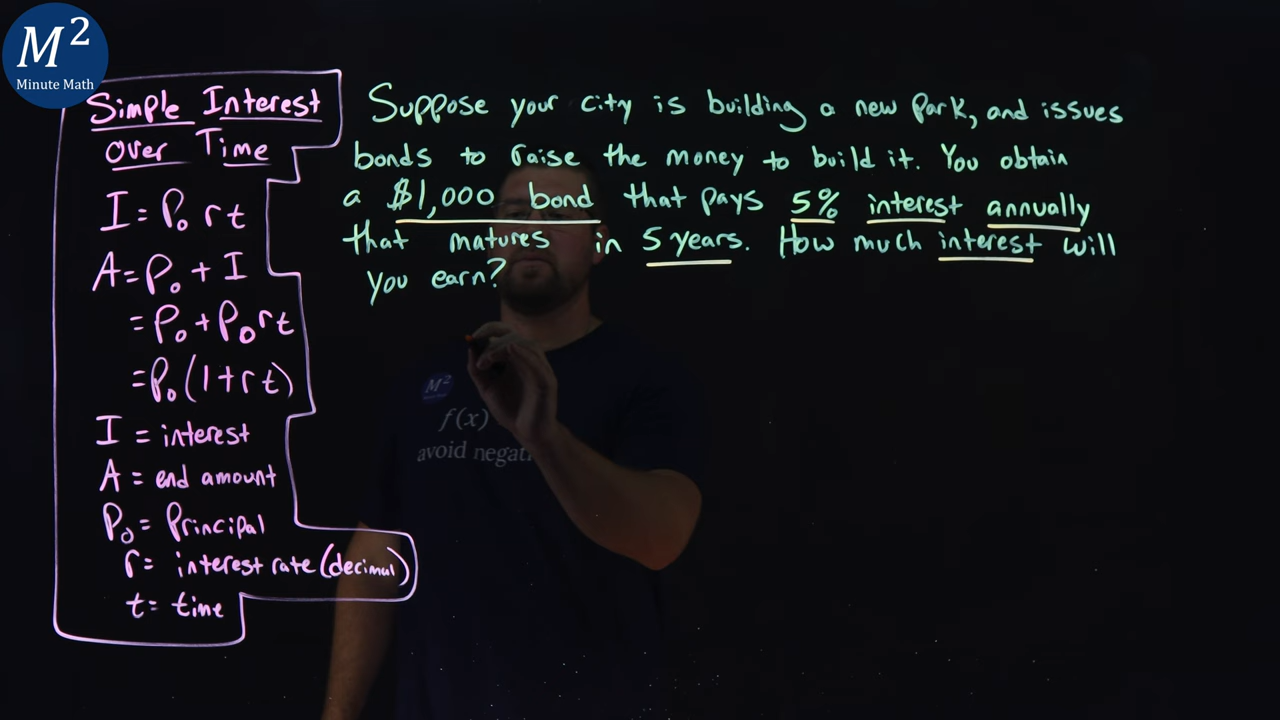 M²
Minute Math
Simple Interest
Over Time
I = P₀ r t
A = P₀ + I
= P₀ + P₀ r t
= P₀ (1 + r t)
I = interest
A = end amount
P₀ = Principal
r = interest rate (decimal)
t = time
Suppose your city is building a new park, and issues
bonds to raise the money to build it. You obtain
a $1,000 bond that pays 5% interest annually
that matures in 5 years. How much interest will
you earn?
M²
f(x)
avoid